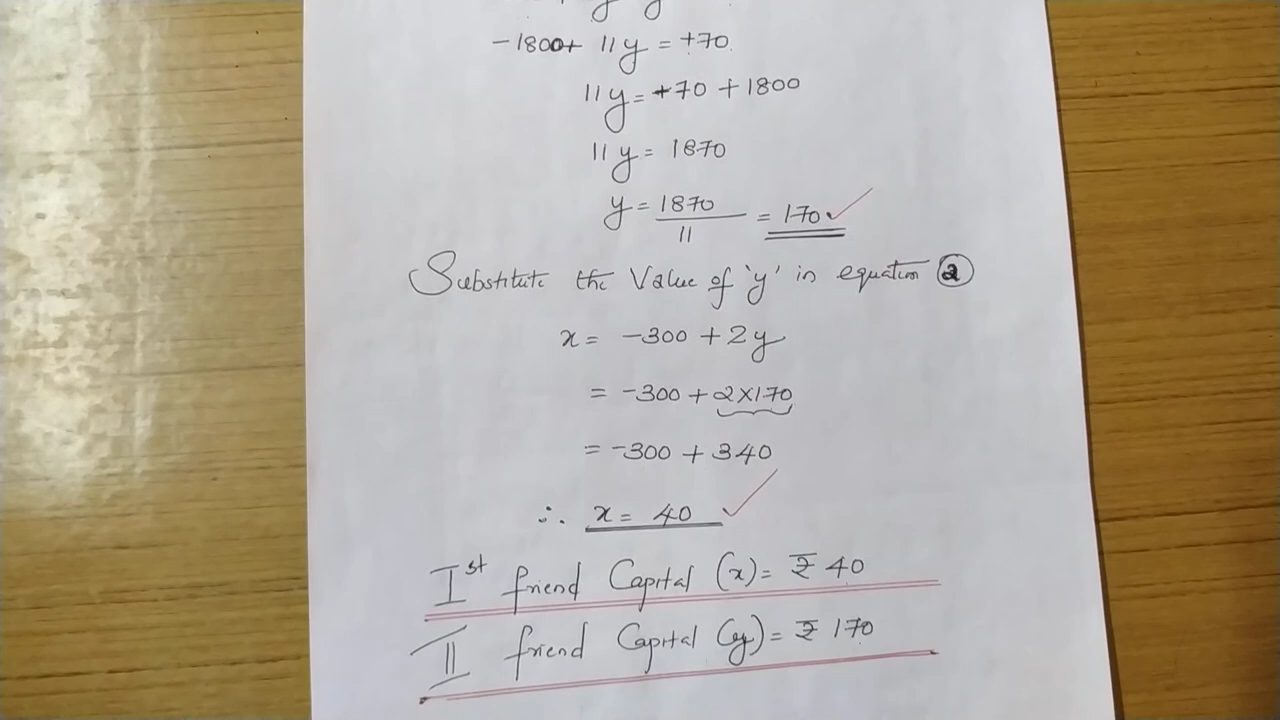 -1800+ 11y = +70.
11y = +70 + 1800
11y = 1870
y = 1870/11 = 170 ✓
Substitute the Value of 'y' in equation ②
x = -300 + 2y
= -300 + 2×170
= -300 + 340
∴ x = 40 ✓
Ist friend Capital (x) = ₹ 40
II friend Capital (y) = ₹ 170